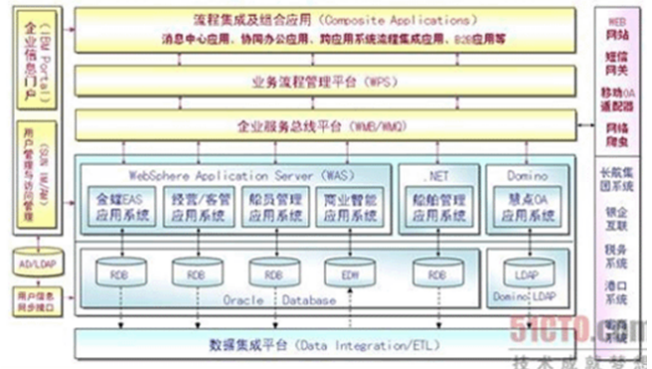 流程集成及组合应用（Composite Applications）
消息中心应用、协同办公应用、跨应用系统流程集成应用、B2B应用等
业务流程管理平台（WPS）
企业服务总线平台（WMB/WMQ）
企业信息门户
（IBM Portal）
用户管理与访问管理
（SUN IM/AM）
AD/LDAP
用户信息
同步接口
WebSphere Application Server（WAS）
金蝶EAS
应用系统
经营/客管
应用系统
船员管理
应用系统
商业智能
应用系统
.NET
船舶管理
应用系统
Domino
慧点OA
应用系统
RDB
RDB
RDB
EDW
RDB
LDAP
Oracle Database
Domino LDAP
数据集成平台（Data Integration/ETL）
WEB
网站
短信
网关
移动OA
适配器
网络
爬虫
长航集
团系统
银企
互联
税务
系统
港口
系统
系统
51CTO.com
技术成就梦想